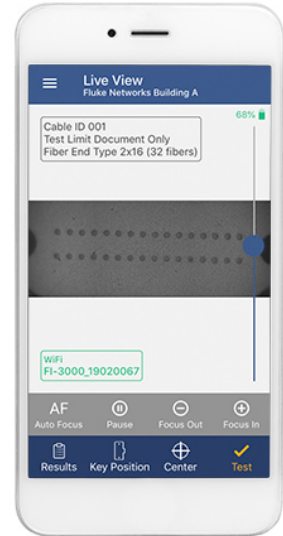 Live View
Fluke Networks Building A
68%
Cable ID 001
Test Limit Document Only
Fiber End Type 2x16 (32 fibers)
WiFi
FI-3000_19020067
AF
Auto Focus
Pause
Focus Out
Focus In
Results
Key Position
Center
Test